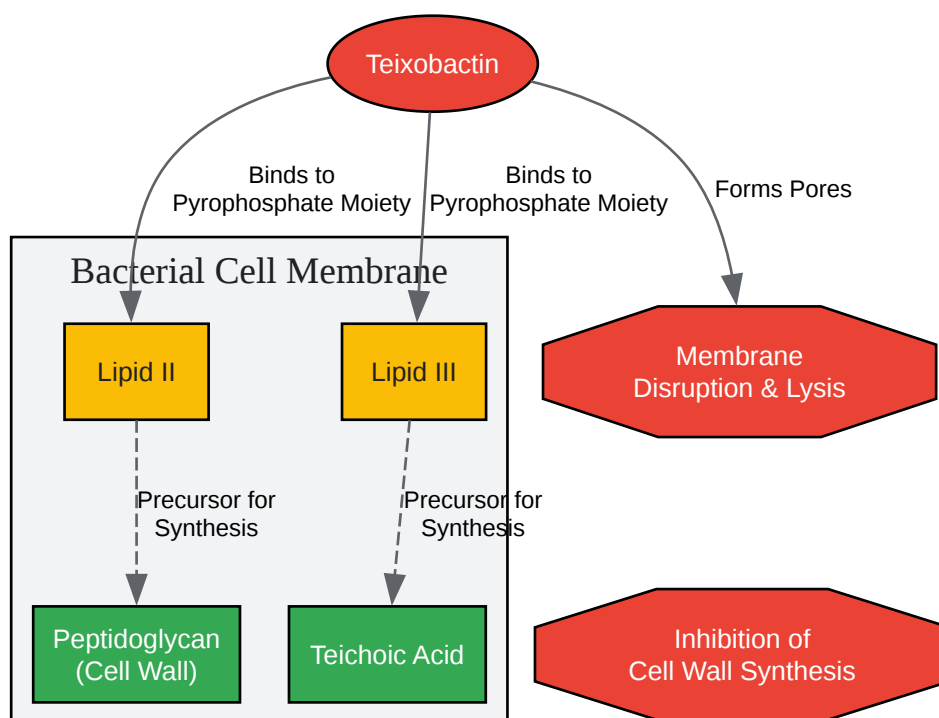 Teixobactin
Binds to
Pyrophosphate Moiety
Binds to
Pyrophosphate Moiety
Forms Pores
Bacterial Cell Membrane
Lipid II
Lipid III
Membrane
Disruption & Lysis
Precursor for
Synthesis
Precursor for
Synthesis
Peptidoglycan
(Cell Wall)
Teichoic Acid
Inhibition of
Cell Wall Synthesis